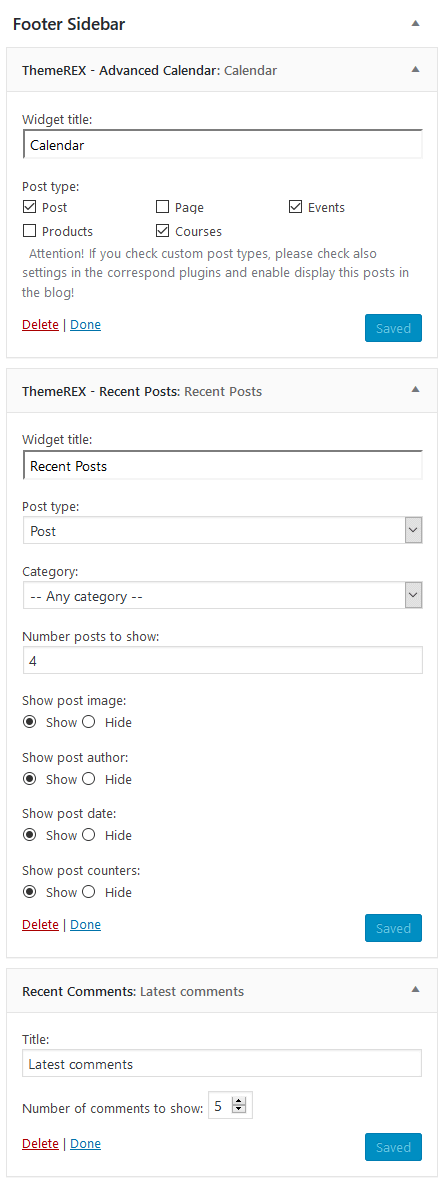 Footer Sidebar
ThemeREX - Advanced Calendar: Calendar
Widget title:
Calendar
Post type:
Post Page Events
Products Courses
Attention! If you check custom post types, please check also
settings in the correspond plugins and enable display this posts in
the blog!
Delete | Done Saved
ThemeREX - Recent Posts: Recent Posts
Widget title:
Recent Posts
Post type:
Post
Category:
-- Any category --
Number posts to show:
4
Show post image:
Show Hide
Show post author:
Show Hide
Show post date:
Show Hide
Show post counters:
Show Hide
Delete | Done Saved
Recent Comments: Latest comments
Title:
Latest comments
Number of comments to show: 5
Delete | Done Saved